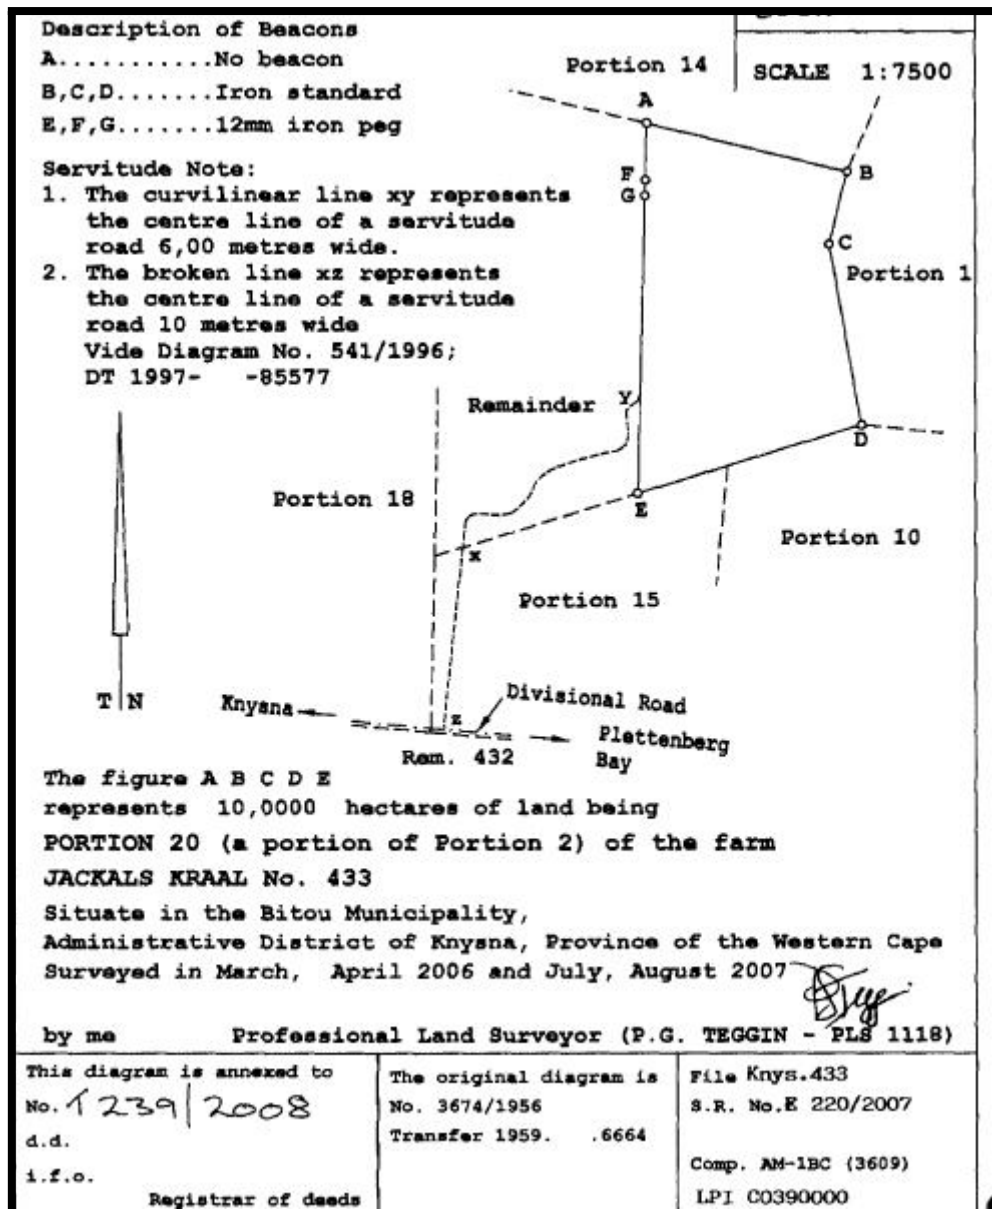 Description of Beacons
A...........No beacon
B,C,D.......Iron standard
E,F,G.......12mm iron peg
Servitude Note:
1. The curvilinear line xy represents
the centre line of a servitude
road 6,00 metres wide.
2. The broken line xz represents
the centre line of a servitude
road 10 metres wide
Vide Diagram No. 541/1996;
DT 1997- -85577
SCALE 1:7500
Portion 14
A
B
F
G
C
Portion 1
Remainder
y
D
Portion 18
E
Portion 10
x
Portion 15
T N
Knysna
z
Divisional Road
Plettenberg
Bay
Rem. 432
The figure A B C D E
represents 10,0000 hectares of land being
PORTION 20 (a portion of Portion 2) of the farm
JACKALS KRAAL No. 433
Situate in the Bitou Municipality,
Administrative District of Knysna, Province of the Western Cape
Surveyed in March, April 2006 and July, August 2007
by me Professional Land Surveyor (P.G. TEGGIN - PLS 1118)
This diagram is annexed to
No. T239/2008
d.d.
i.f.o.
Registrar of deeds
The original diagram is
No. 3674/1956
Transfer 1959. .6664
File Knys.433
S.R. No.E 220/2007
Comp. AM-1BC (3609)
LPI C0390000